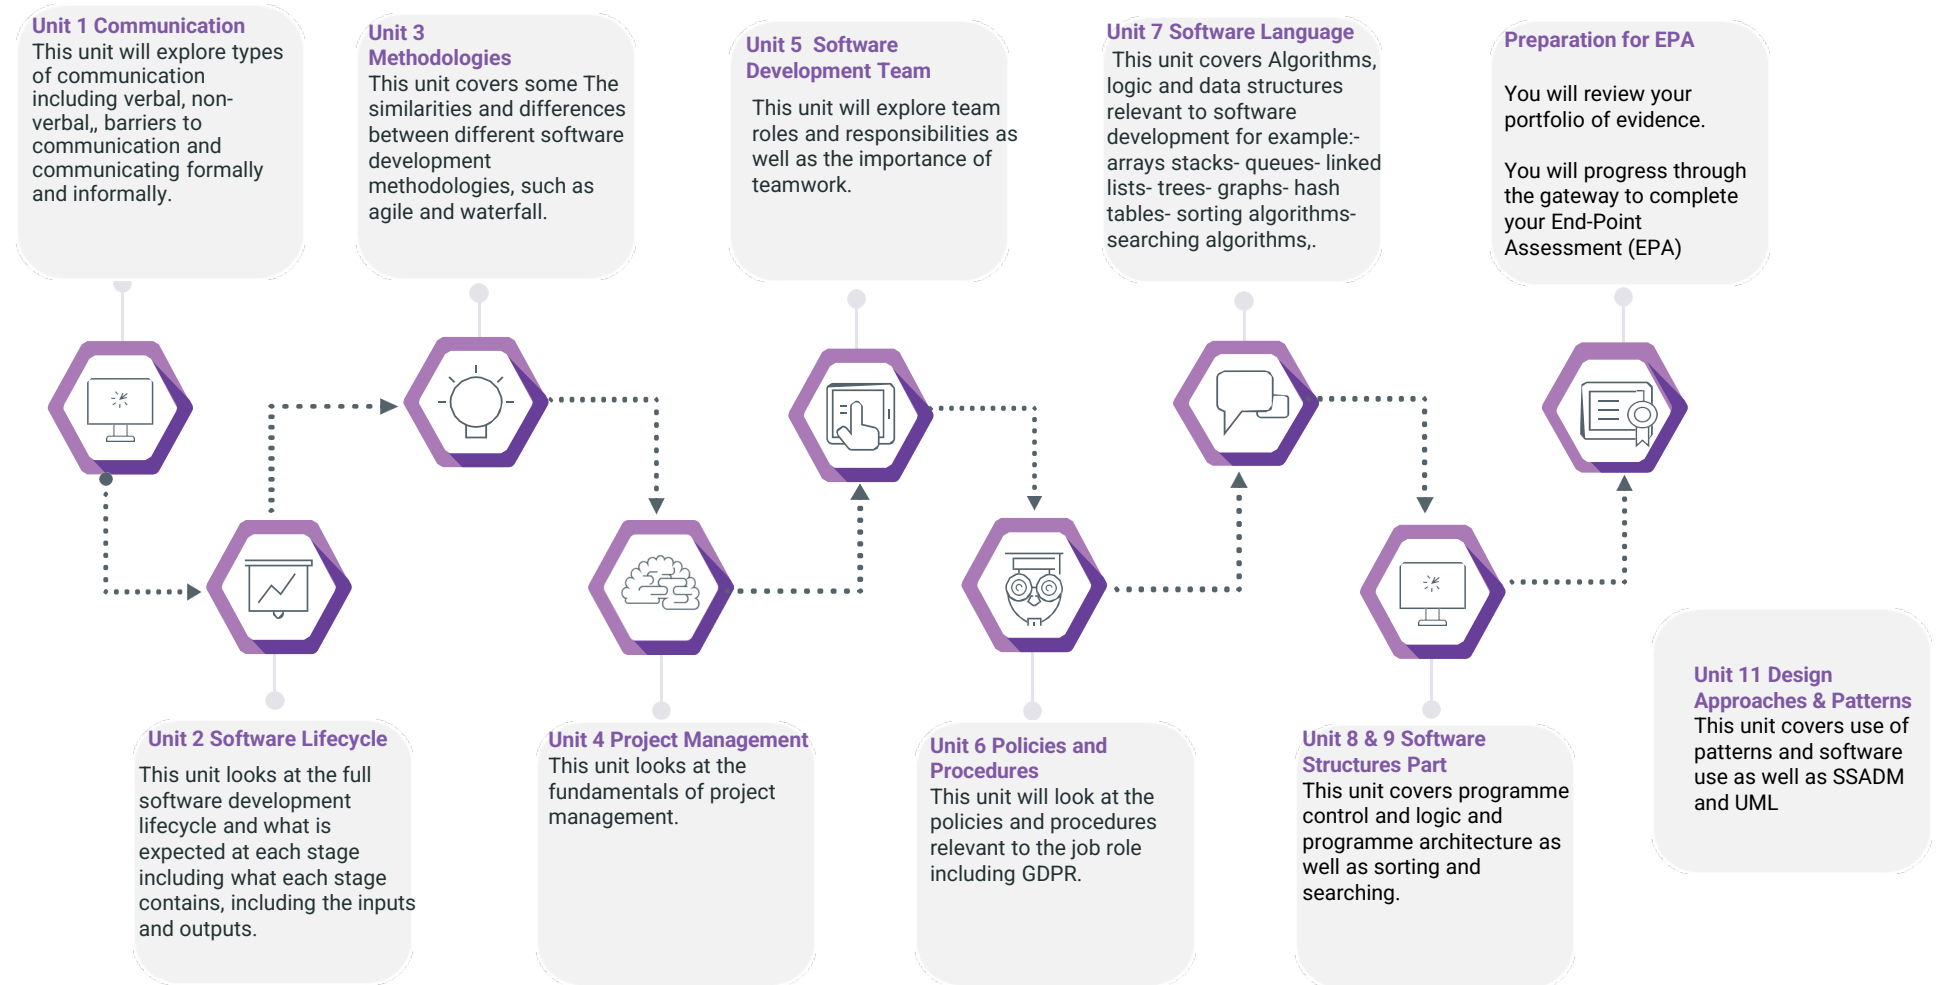 Unit 1 Communication
This unit will explore types
of communication
including verbal, non-
verbal,, barriers to
communication and
communicating formally
and informally.
Unit 3
Methodologies
This unit covers some The
similarities and differences
between different software
development
methodologies, such as
agile and waterfall.
Unit 5  Software
Development Team
This unit will explore team
roles and responsibilities as
well as the importance of
teamwork.
Unit 7 Software Language
This unit covers Algorithms,
logic and data structures
relevant to software
development for example:-
arrays stacks- queues- linked
lists- trees- graphs- hash
tables- sorting algorithms-
searching algorithms,.
Preparation for EPA
You will review your
portfolio of evidence.
You will progress through
the gateway to complete
your End-Point
Assessment (EPA)
Unit 2 Software Lifecycle
This unit looks at the full
software development
lifecycle and what is
expected at each stage
including what each stage
contains, including the inputs
and outputs.
Unit 4 Project Management
This unit looks at the
fundamentals of project
management.
Unit 6 Policies and
Procedures
This unit will look at the
policies and procedures
relevant to the job role
including GDPR.
Unit 8 & 9 Software
Structures Part
This unit covers programme
control and logic and
programme architecture as
well as sorting and
searching.
Unit 11 Design
Approaches & Patterns
This unit covers use of
patterns and software
use as well as SSADM
and UML